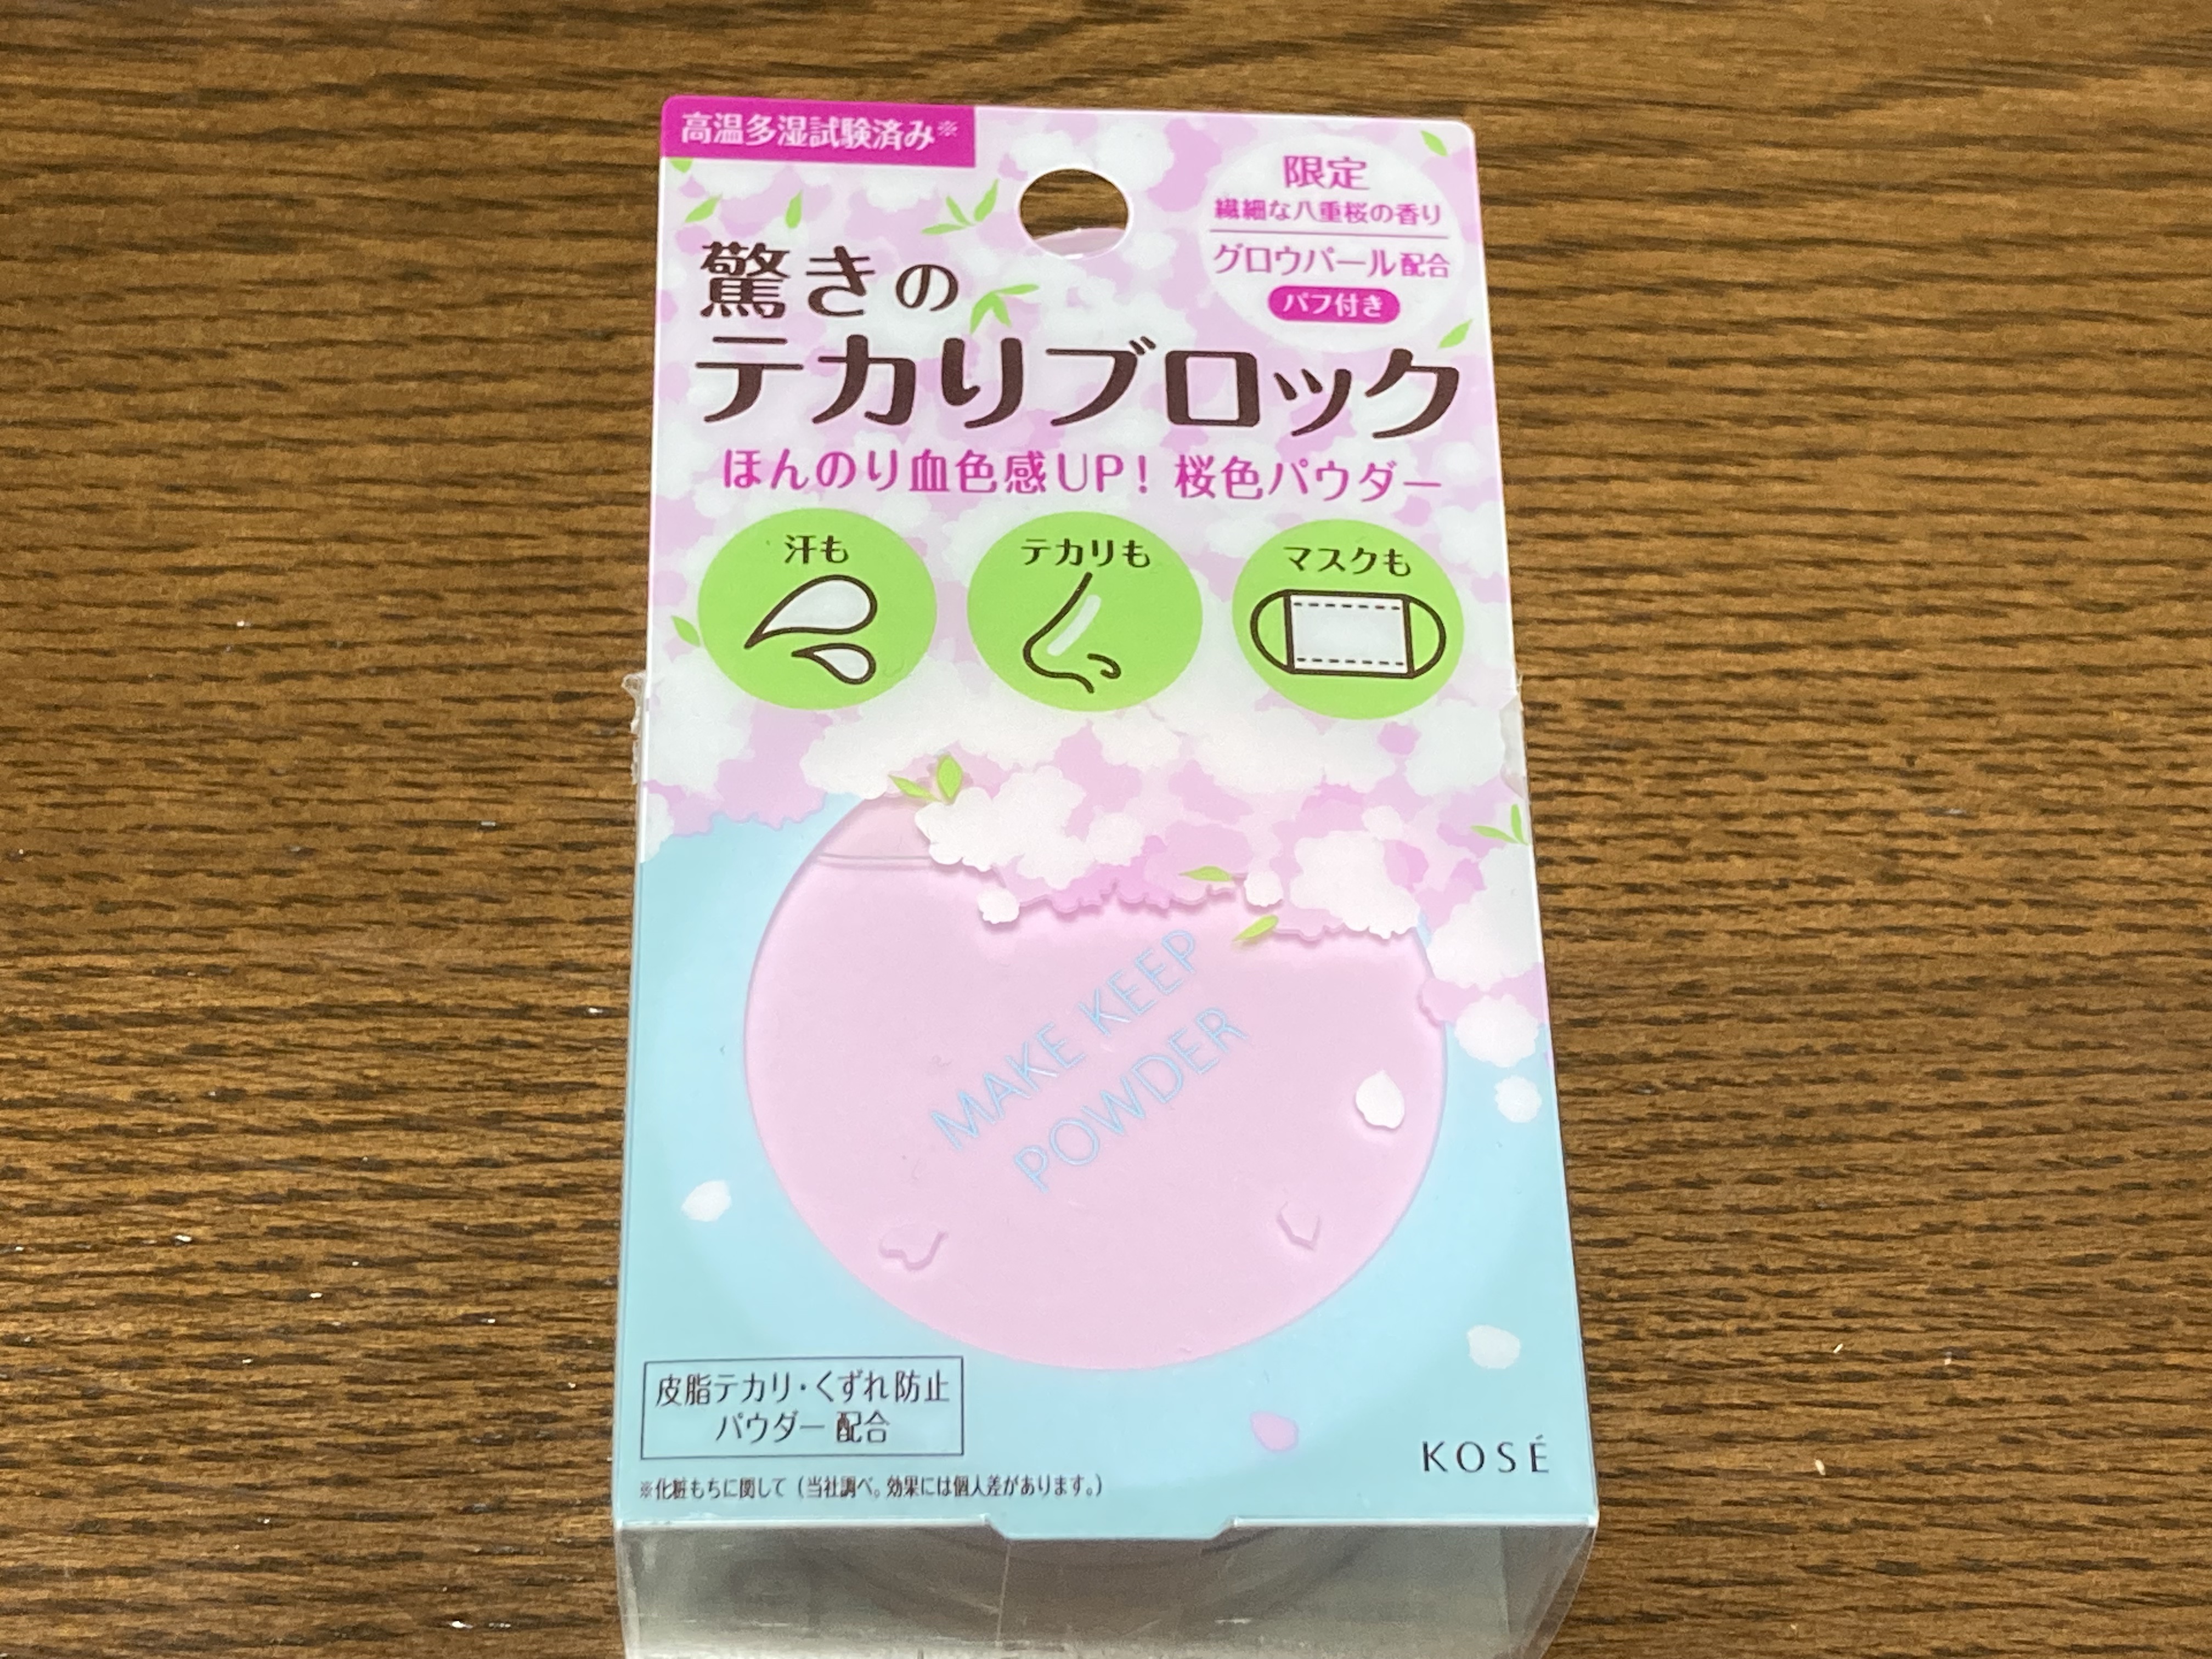 高温多湿試験済み※
限定
繊細な八重桜の香り
グロウパール配合
パフ付き
驚きの
テカリブロック
ほんのり血色感UP! 桜色パウダー
汗も
テカリも
マスクも
MAKE KEEP
POWDER
皮脂テカリ・くずれ防止
パウダー 配合
KOSÉ
※化粧もちに関して(当社調べ。効果には個人差があります。)